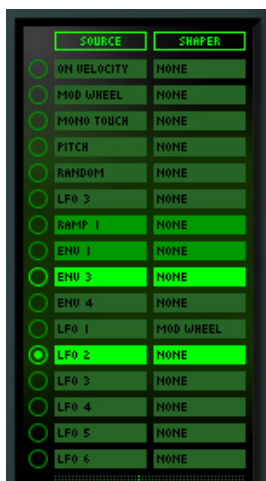 SOURCE SHAPER
ON VELOCITY NONE
MOD WHEEL NONE
MONO TOUCH NONE
PITCH NONE
RANDOM NONE
LFO 3 NONE
RAMP 1 NONE
ENV 1 NONE
ENV 3 NONE
ENV 4 NONE
LFO 1 MOD WHEEL
LFO 2 NONE
LFO 3 NONE
LFO 4 NONE
LFO 5 NONE
LFO 6 NONE